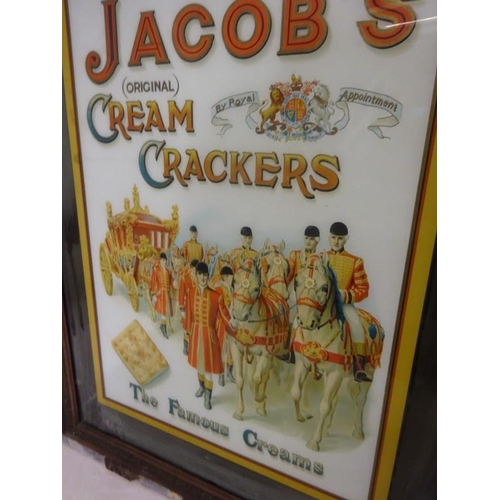 JACOB'S
(ORIGINAL)
CREAM
By Royal Appointment
CRACKERS
The Famous Creams